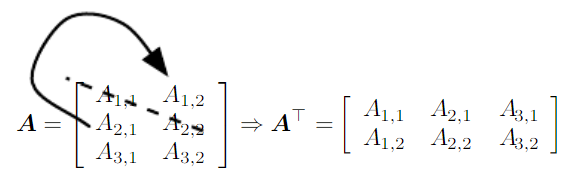 A = [ A1,1 A1,2
A2,1 A2,2
A3,1 A3,2 ] ⇒ A⊤ = [ A1,1 A2,1 A3,1
A1,2 A2,2 A3,2 ]